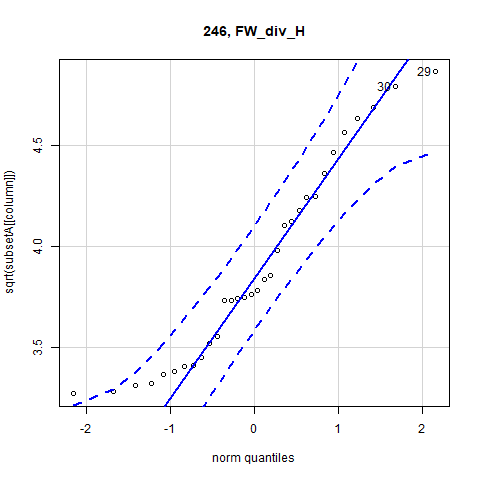 246, FW_div_H
29
30
4.5
4.0
3.5
sqrt(subsetA[[column]])
-2 -1 0 1 2
norm quantiles